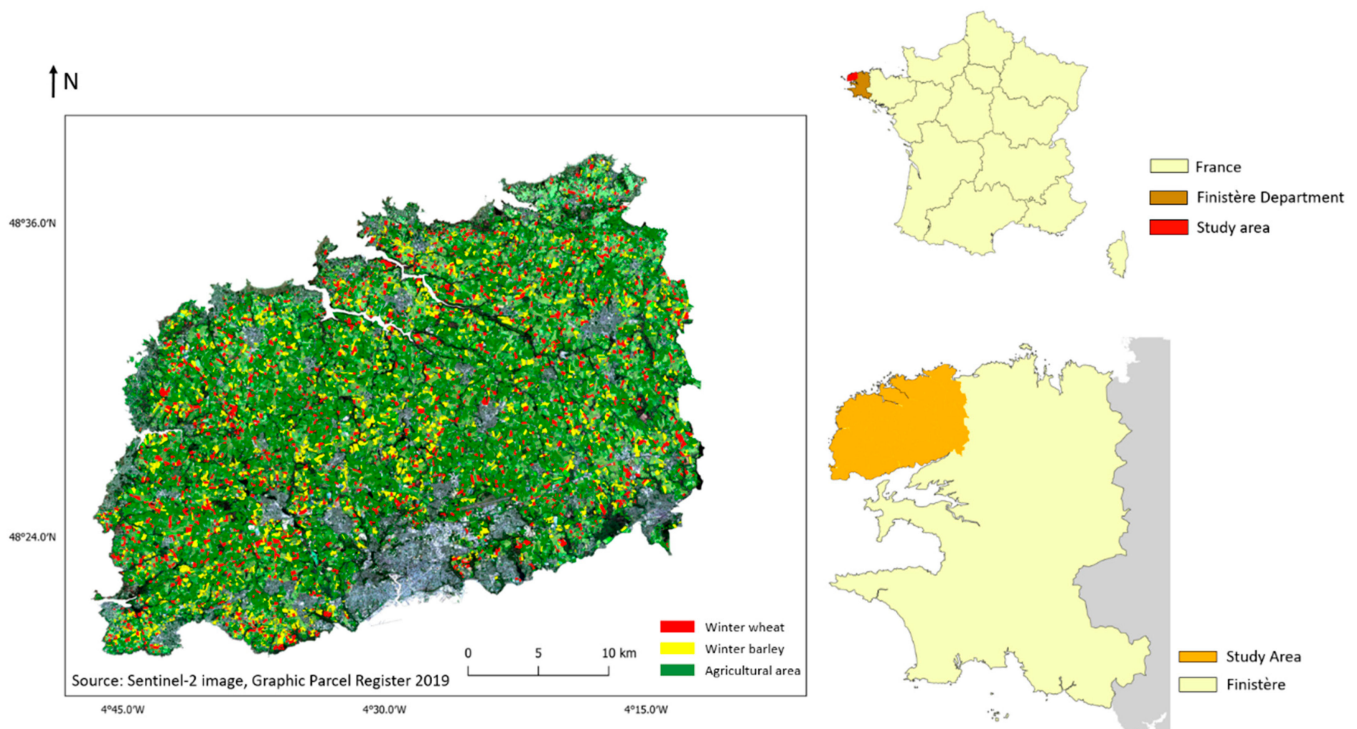 N
48°36.0'N
48°24.0'N
Winter wheat
Winter barley
Agricultural area
0 5 10 km
Source: Sentinel-2 image, Graphic Parcel Register 2019
4°45.0'W 4°30.0'W 4°15.0'W
France
Finistère Department
Study area
Study Area
Finistère